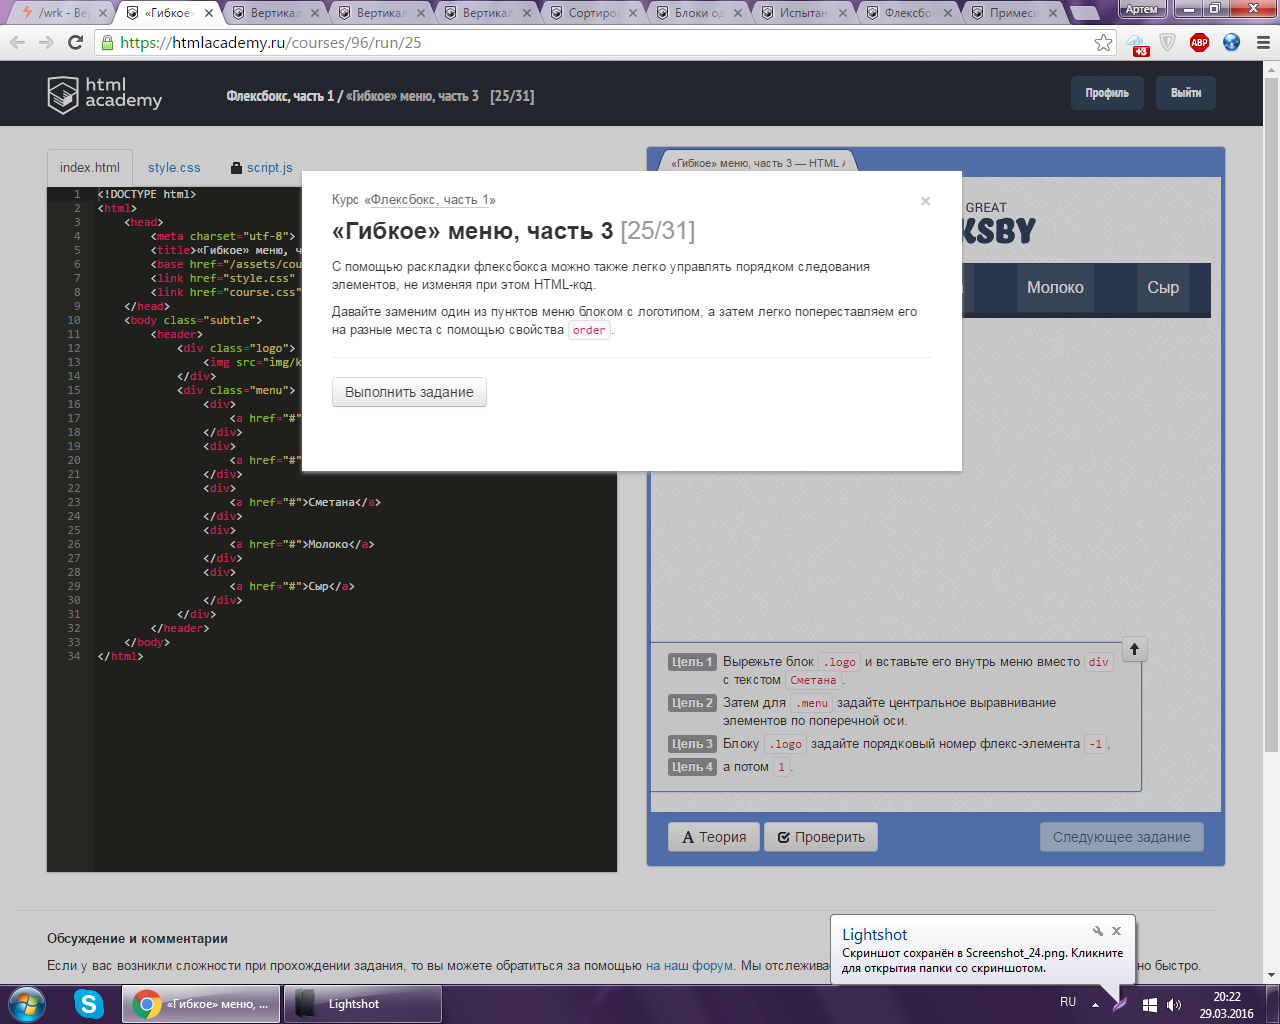 /wrk - Ве
«Гибкое»
Вертикал
Вертикал
Вертикал
Сортиров
Блоки од
Испытан
Флексбо
Примеси
Артем
https://htmlacademy.ru/courses/96/run/25
+3
ABP
html
academy
Флексбокс, часть 1 / «Гибкое» меню, часть 3 [25/31]
Профиль
Выйти
index.html
style.css
script.js
1 <!DOCTYPE html>
2 <html>
3 <head>
4 <meta charset="utf-8">
5 <title>«Гибкое» меню, ч
6 <base href="/assets/cou
7 <link href="style.css"
8 <link href="course.css"
9 </head>
10 <body class="subtle">
11 <header>
12 <div class="logo">
13 <img src="img/k
14 </div>
15 <div class="menu">
16 <div>
17 <a href="#"
18 </div>
19 <div>
20 <a href="#"
21 </div>
22 <div>
23 <a href="#">Сметана</a>
24 </div>
25 <div>
26 <a href="#">Молоко</a>
27 </div>
28 <div>
29 <a href="#">Сыр</a>
30 </div>
31 </div>
32 </header>
33 </body>
34 </html>
Курс «Флексбокс, часть 1»
×
«Гибкое» меню, часть 3 [25/31]
С помощью раскладки флексбокса можно также легко управлять порядком следования
элементов, не изменяя при этом HTML-код.
Давайте заменим один из пунктов меню блоком с логотипом, а затем легко попереставляем его
на разные места с помощью свойства order.
Выполнить задание
«Гибкое» меню, часть 3 — HTML A
GREAT
KSBY
а
Молоко
Сыр
Цель 1 Вырежьте блок .logo и вставьте его внутрь меню вместо div
с текстом Сметана.
Цель 2 Затем для .menu задайте центральное выравнивание
элементов по поперечной оси.
Цель 3 Блоку .logo задайте порядковый номер флекс-элемента -1,
Цель 4 а потом 1.
Теория
Проверить
Следующее задание
Обсуждение и комментарии
Если у вас возникли сложности при прохождении задания, то вы можете обратиться за помощью на наш форум. Мы отслежива
но быстро.
Lightshot
Скриншот сохранён в Screenshot_24.png. Кликните
для открытия папки со скриншотом.
«Гибкое» меню, ...
Lightshot
RU
20:22
29.03.2016